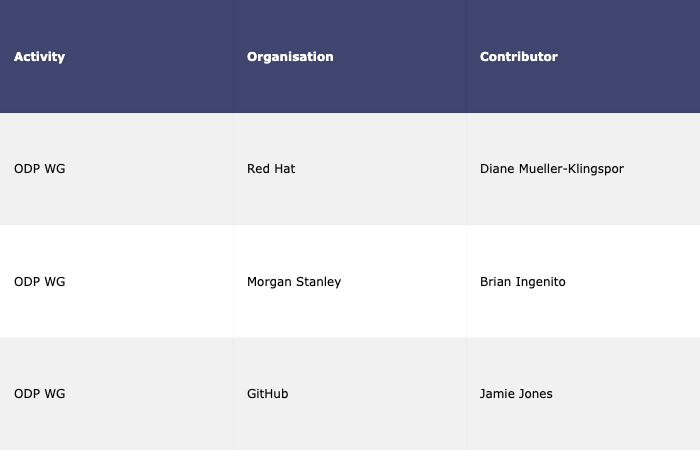 Activity Organisation Contributor
ODP WG Red Hat Diane Mueller-Klingspor
ODP WG Morgan Stanley Brian Ingenito
ODP WG GitHub Jamie Jones